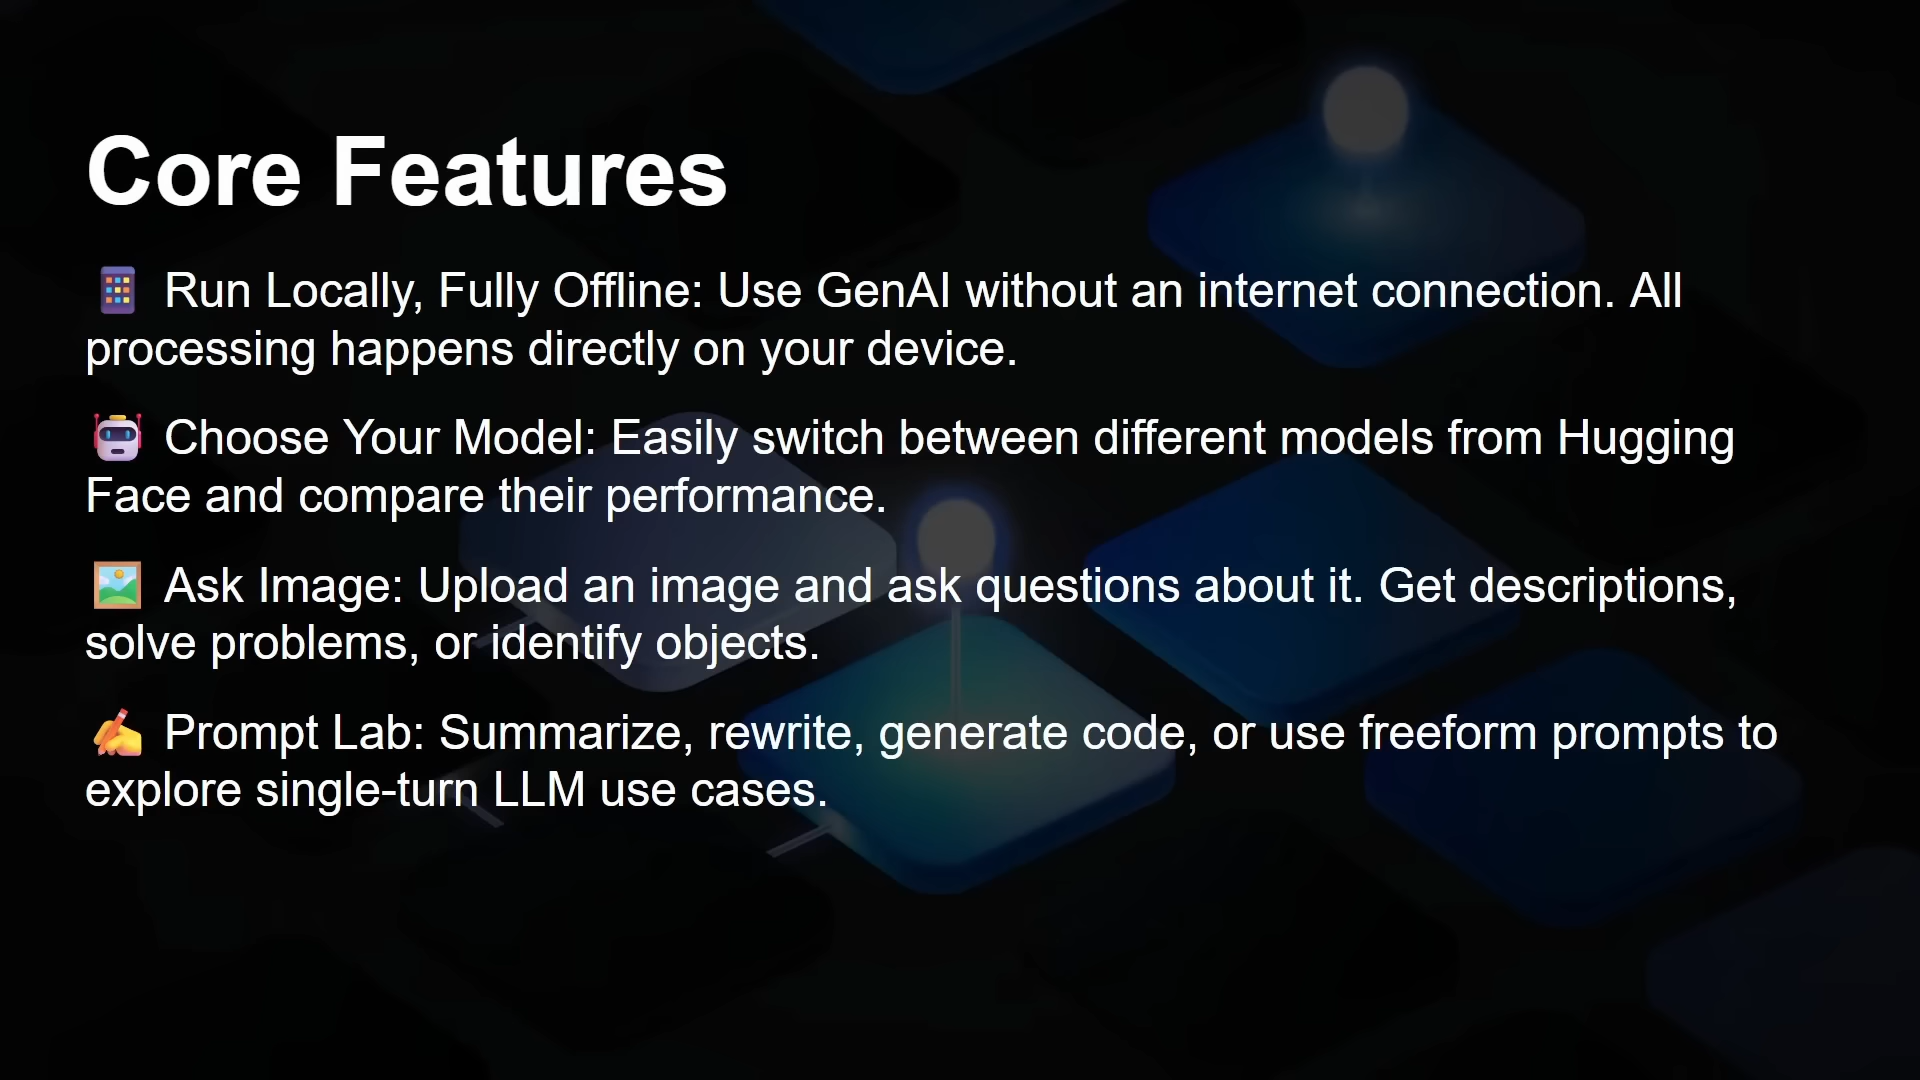 Core Features
📱 Run Locally, Fully Offline: Use GenAI without an internet connection. All
processing happens directly on your device.
🤖 Choose Your Model: Easily switch between different models from Hugging
Face and compare their performance.
🖼️ Ask Image: Upload an image and ask questions about it. Get descriptions,
solve problems, or identify objects.
✍️ Prompt Lab: Summarize, rewrite, generate code, or use freeform prompts to
explore single-turn LLM use cases.